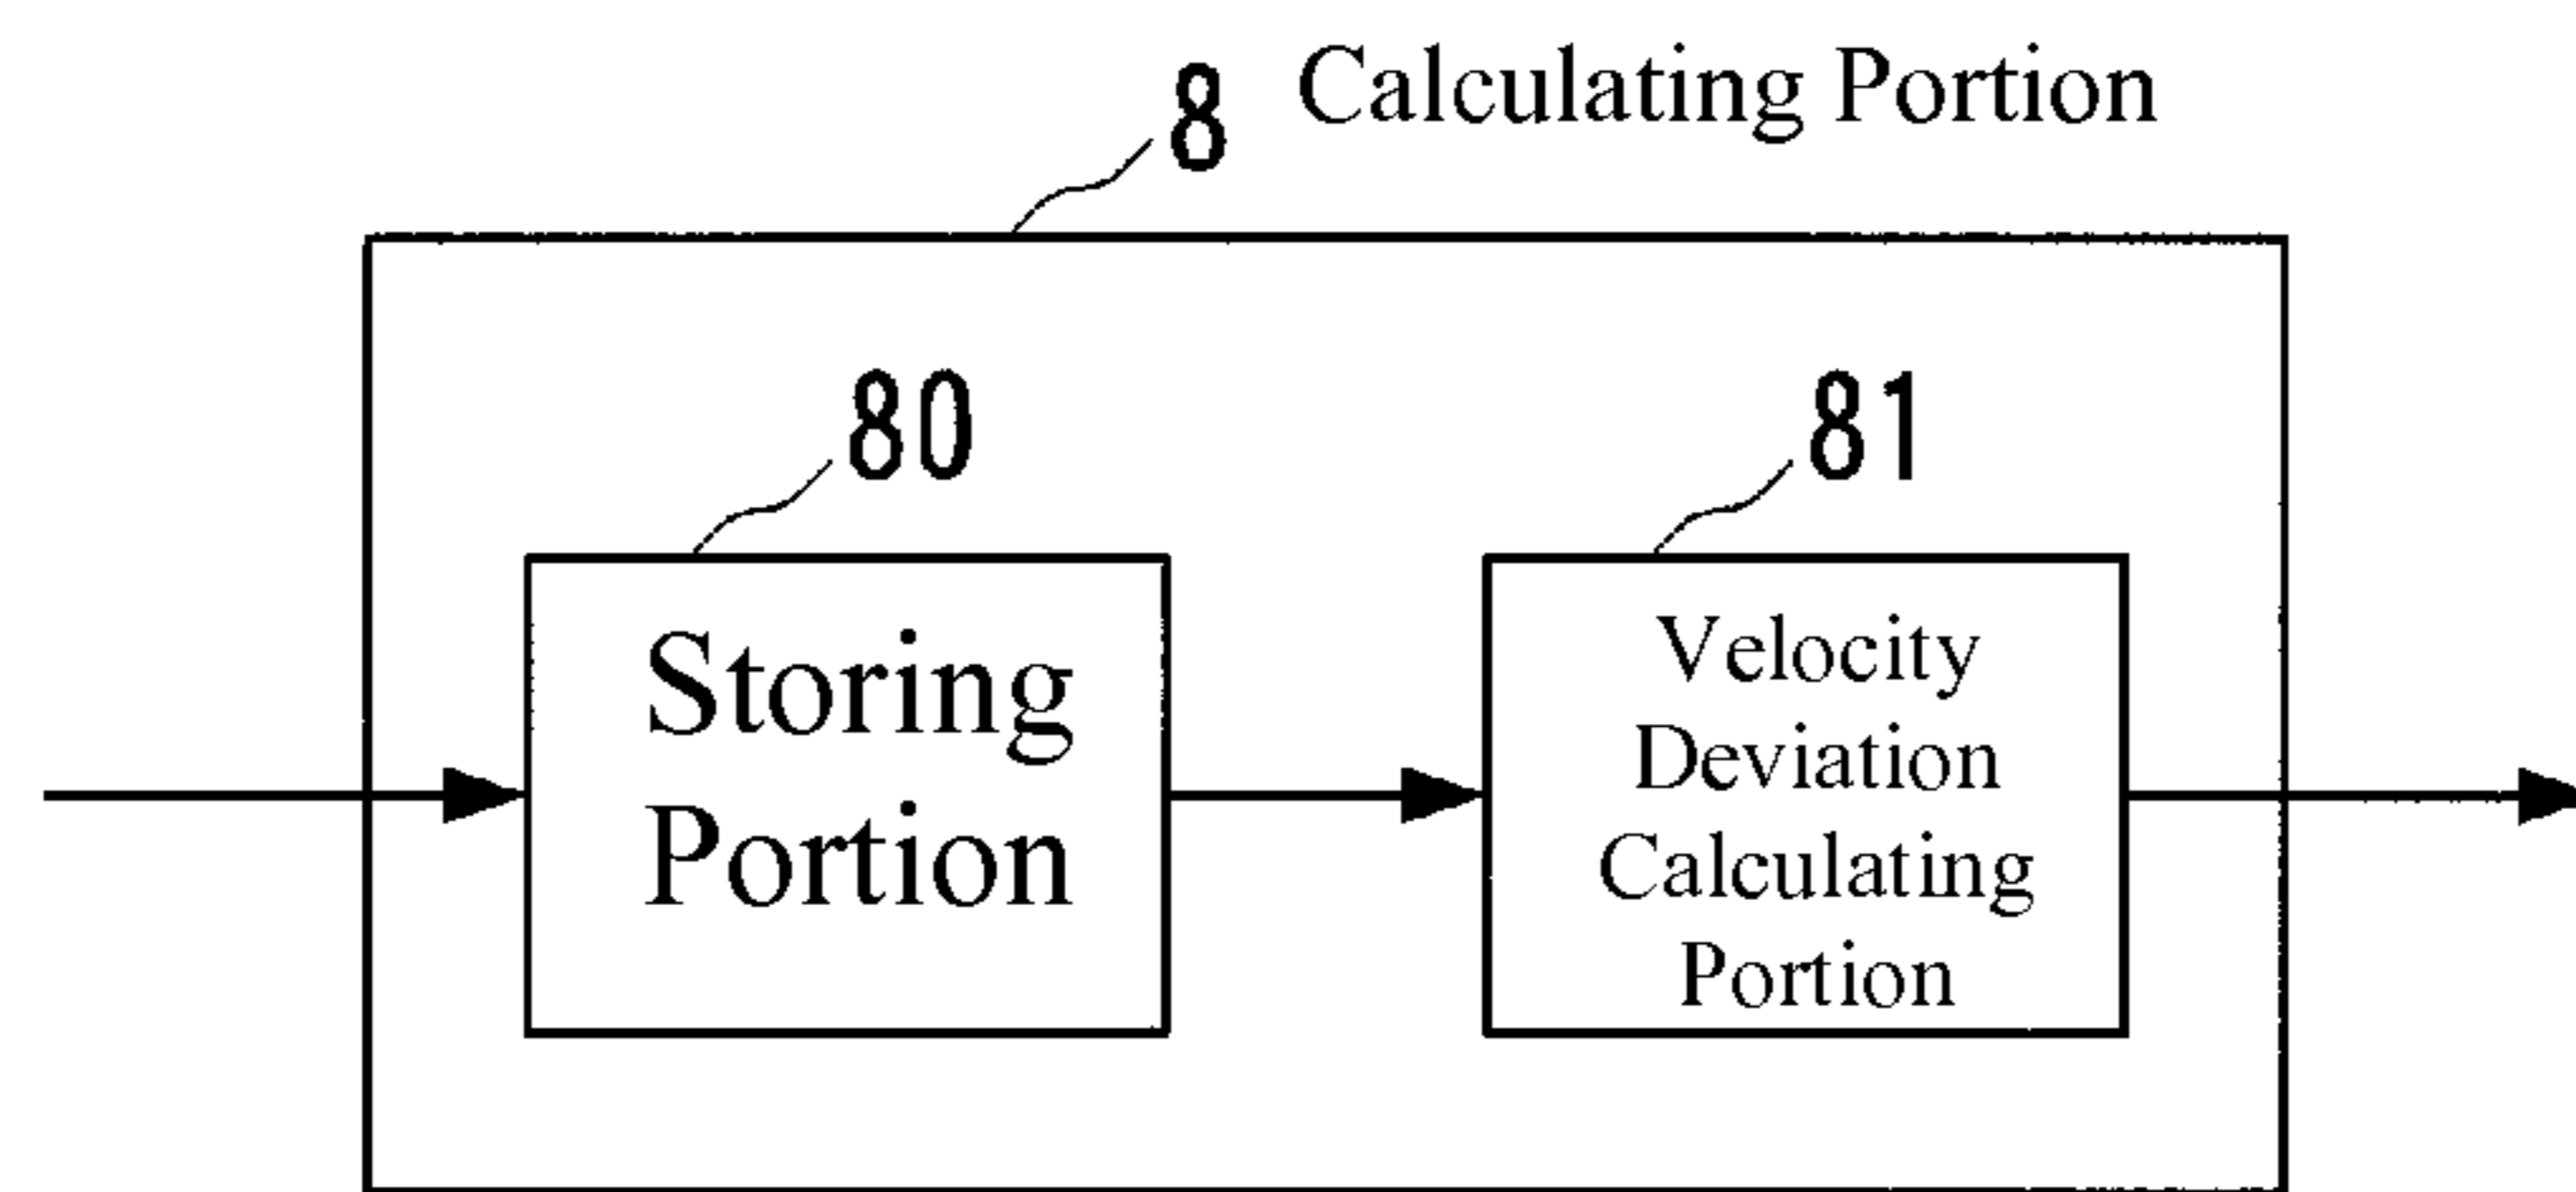 8 Calculating Portion
80
81
Storing
Portion
Velocity
Deviation
Calculating
Portion